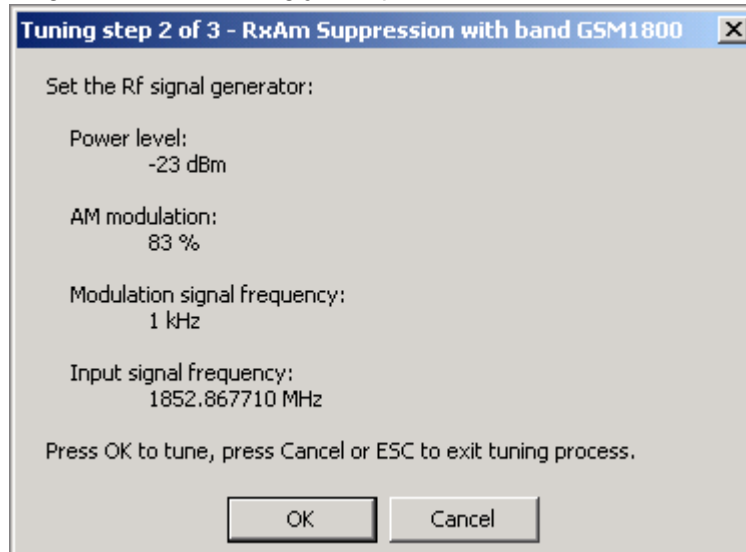 Tuning step 2 of 3 - RxAm Suppression with band GSM1800
Set the Rf signal generator:
Power level:
-23 dBm
AM modulation:
83 %
Modulation signal frequency:
1 kHz
Input signal frequency:
1852.867710 MHz
Press OK to tune, press Cancel or ESC to exit tuning process.
OK Cancel